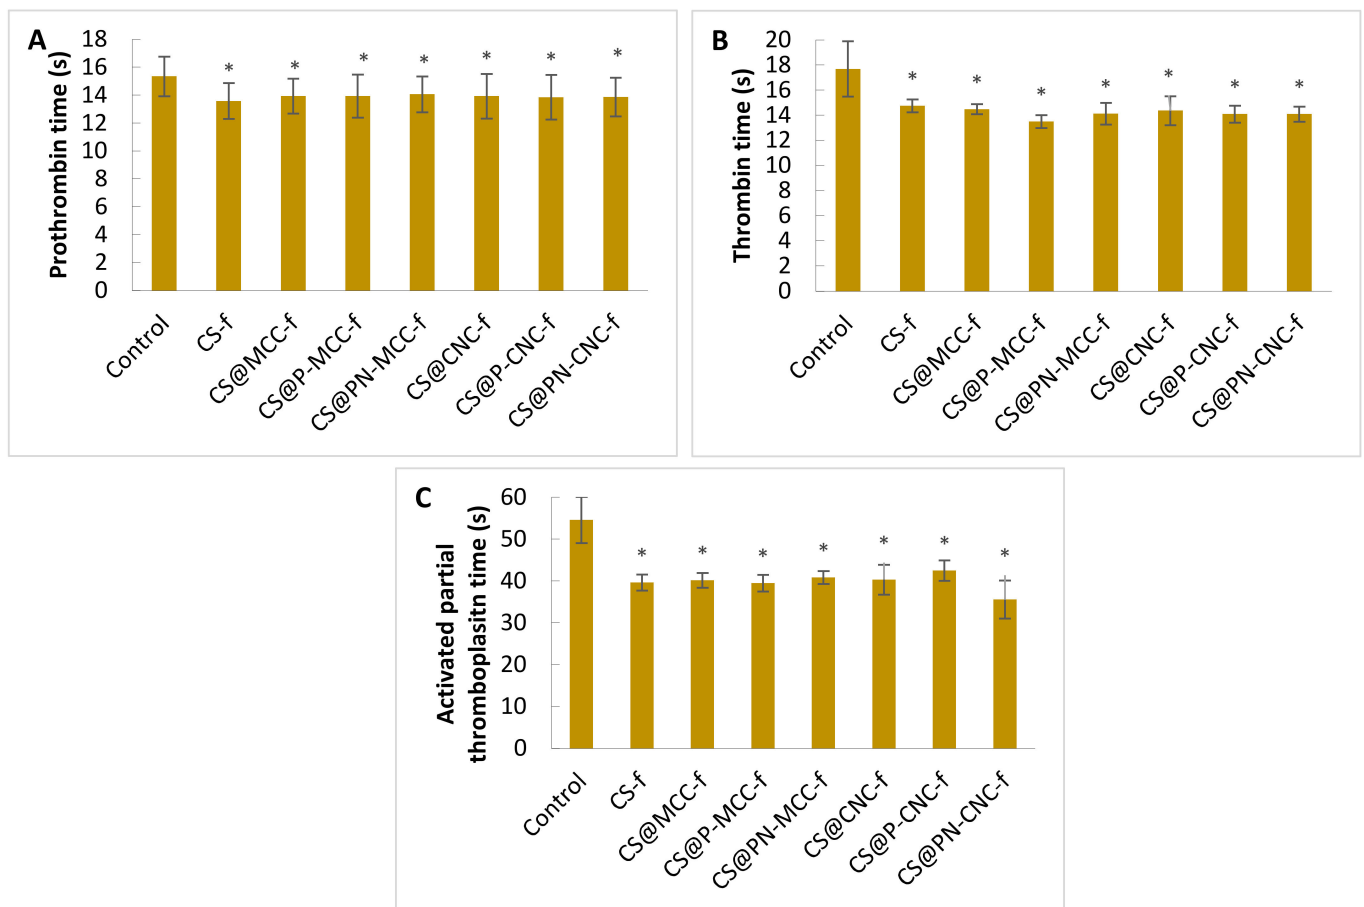 A
Prothrombin time (s)
18
16
14
12
10
8
6
4
2
0
* * * * * * *
Control
CS-f
CS@MCC-f
CS@P-MCC-f
CS@PN-MCC-f
CS@CNC-f
CS@P-CNC-f
CS@PN-CNC-f
B
Thrombin time (s)
20
18
16
14
12
10
8
6
4
2
0
* * * * * * *
Control
CS-f
CS@MCC-f
CS@P-MCC-f
CS@PN-MCC-f
CS@CNC-f
CS@P-CNC-f
CS@PN-CNC-f
C
Activated partial
thromboplasitn time (s)
60
50
40
30
20
10
0
* * * * * * *
Control
CS-f
CS@MCC-f
CS@P-MCC-f
CS@PN-MCC-f
CS@CNC-f
CS@P-CNC-f
CS@PN-CNC-f